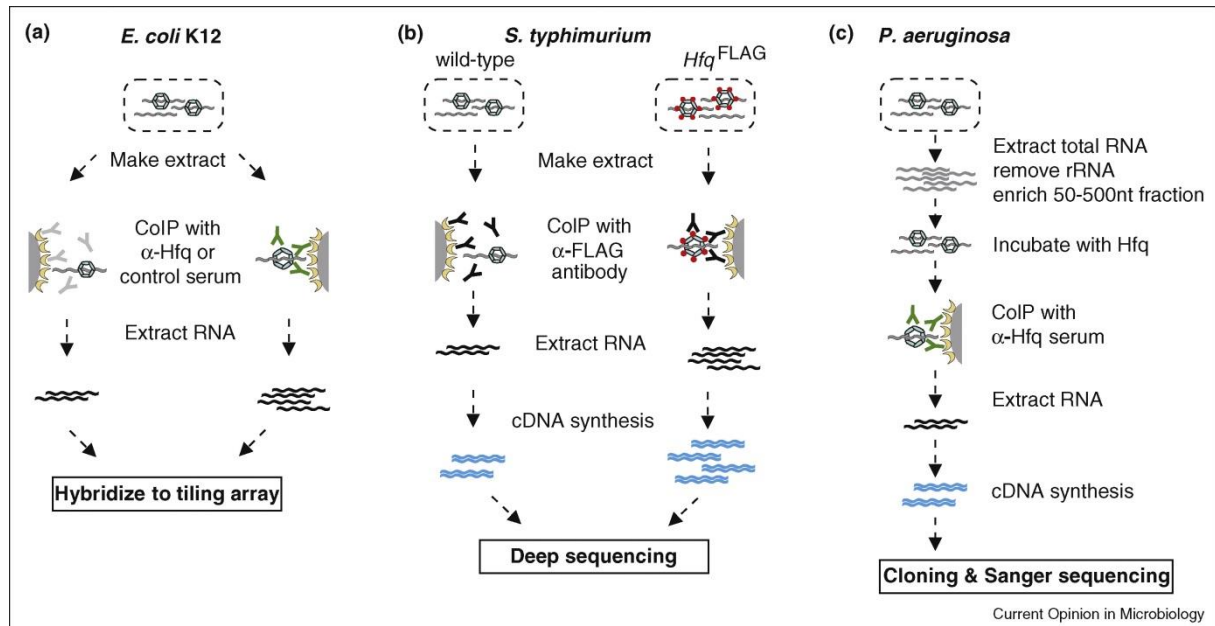 (a) E. coli K12
Make extract
CoIP with
α-Hfq or
control serum
Extract RNA
Hybridize to tiling array
(b) S. typhimurium
wild-type
Hfq FLAG
Make extract
CoIP with
α-FLAG
antibody
Extract RNA
cDNA synthesis
Deep sequencing
(c) P. aeruginosa
Extract total RNA
remove rRNA
enrich 50-500nt fraction
Incubate with Hfq
CoIP with
α-Hfq serum
Extract RNA
cDNA synthesis
Cloning & Sanger sequencing
Current Opinion in Microbiology